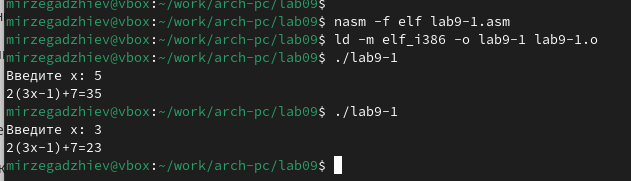 mirzegadzhiev@vbox:~/work/arch-pc/lab09$
mirzegadzhiev@vbox:~/work/arch-pc/lab09$ nasm -f elf lab9-1.asm
mirzegadzhiev@vbox:~/work/arch-pc/lab09$ ld -m elf_i386 -o lab9-1 lab9-1.o
mirzegadzhiev@vbox:~/work/arch-pc/lab09$ ./lab9-1
Введите x: 5
2(3x-1)+7=35
mirzegadzhiev@vbox:~/work/arch-pc/lab09$ ./lab9-1
Введите x: 3
2(3x-1)+7=23
mirzegadzhiev@vbox:~/work/arch-pc/lab09$